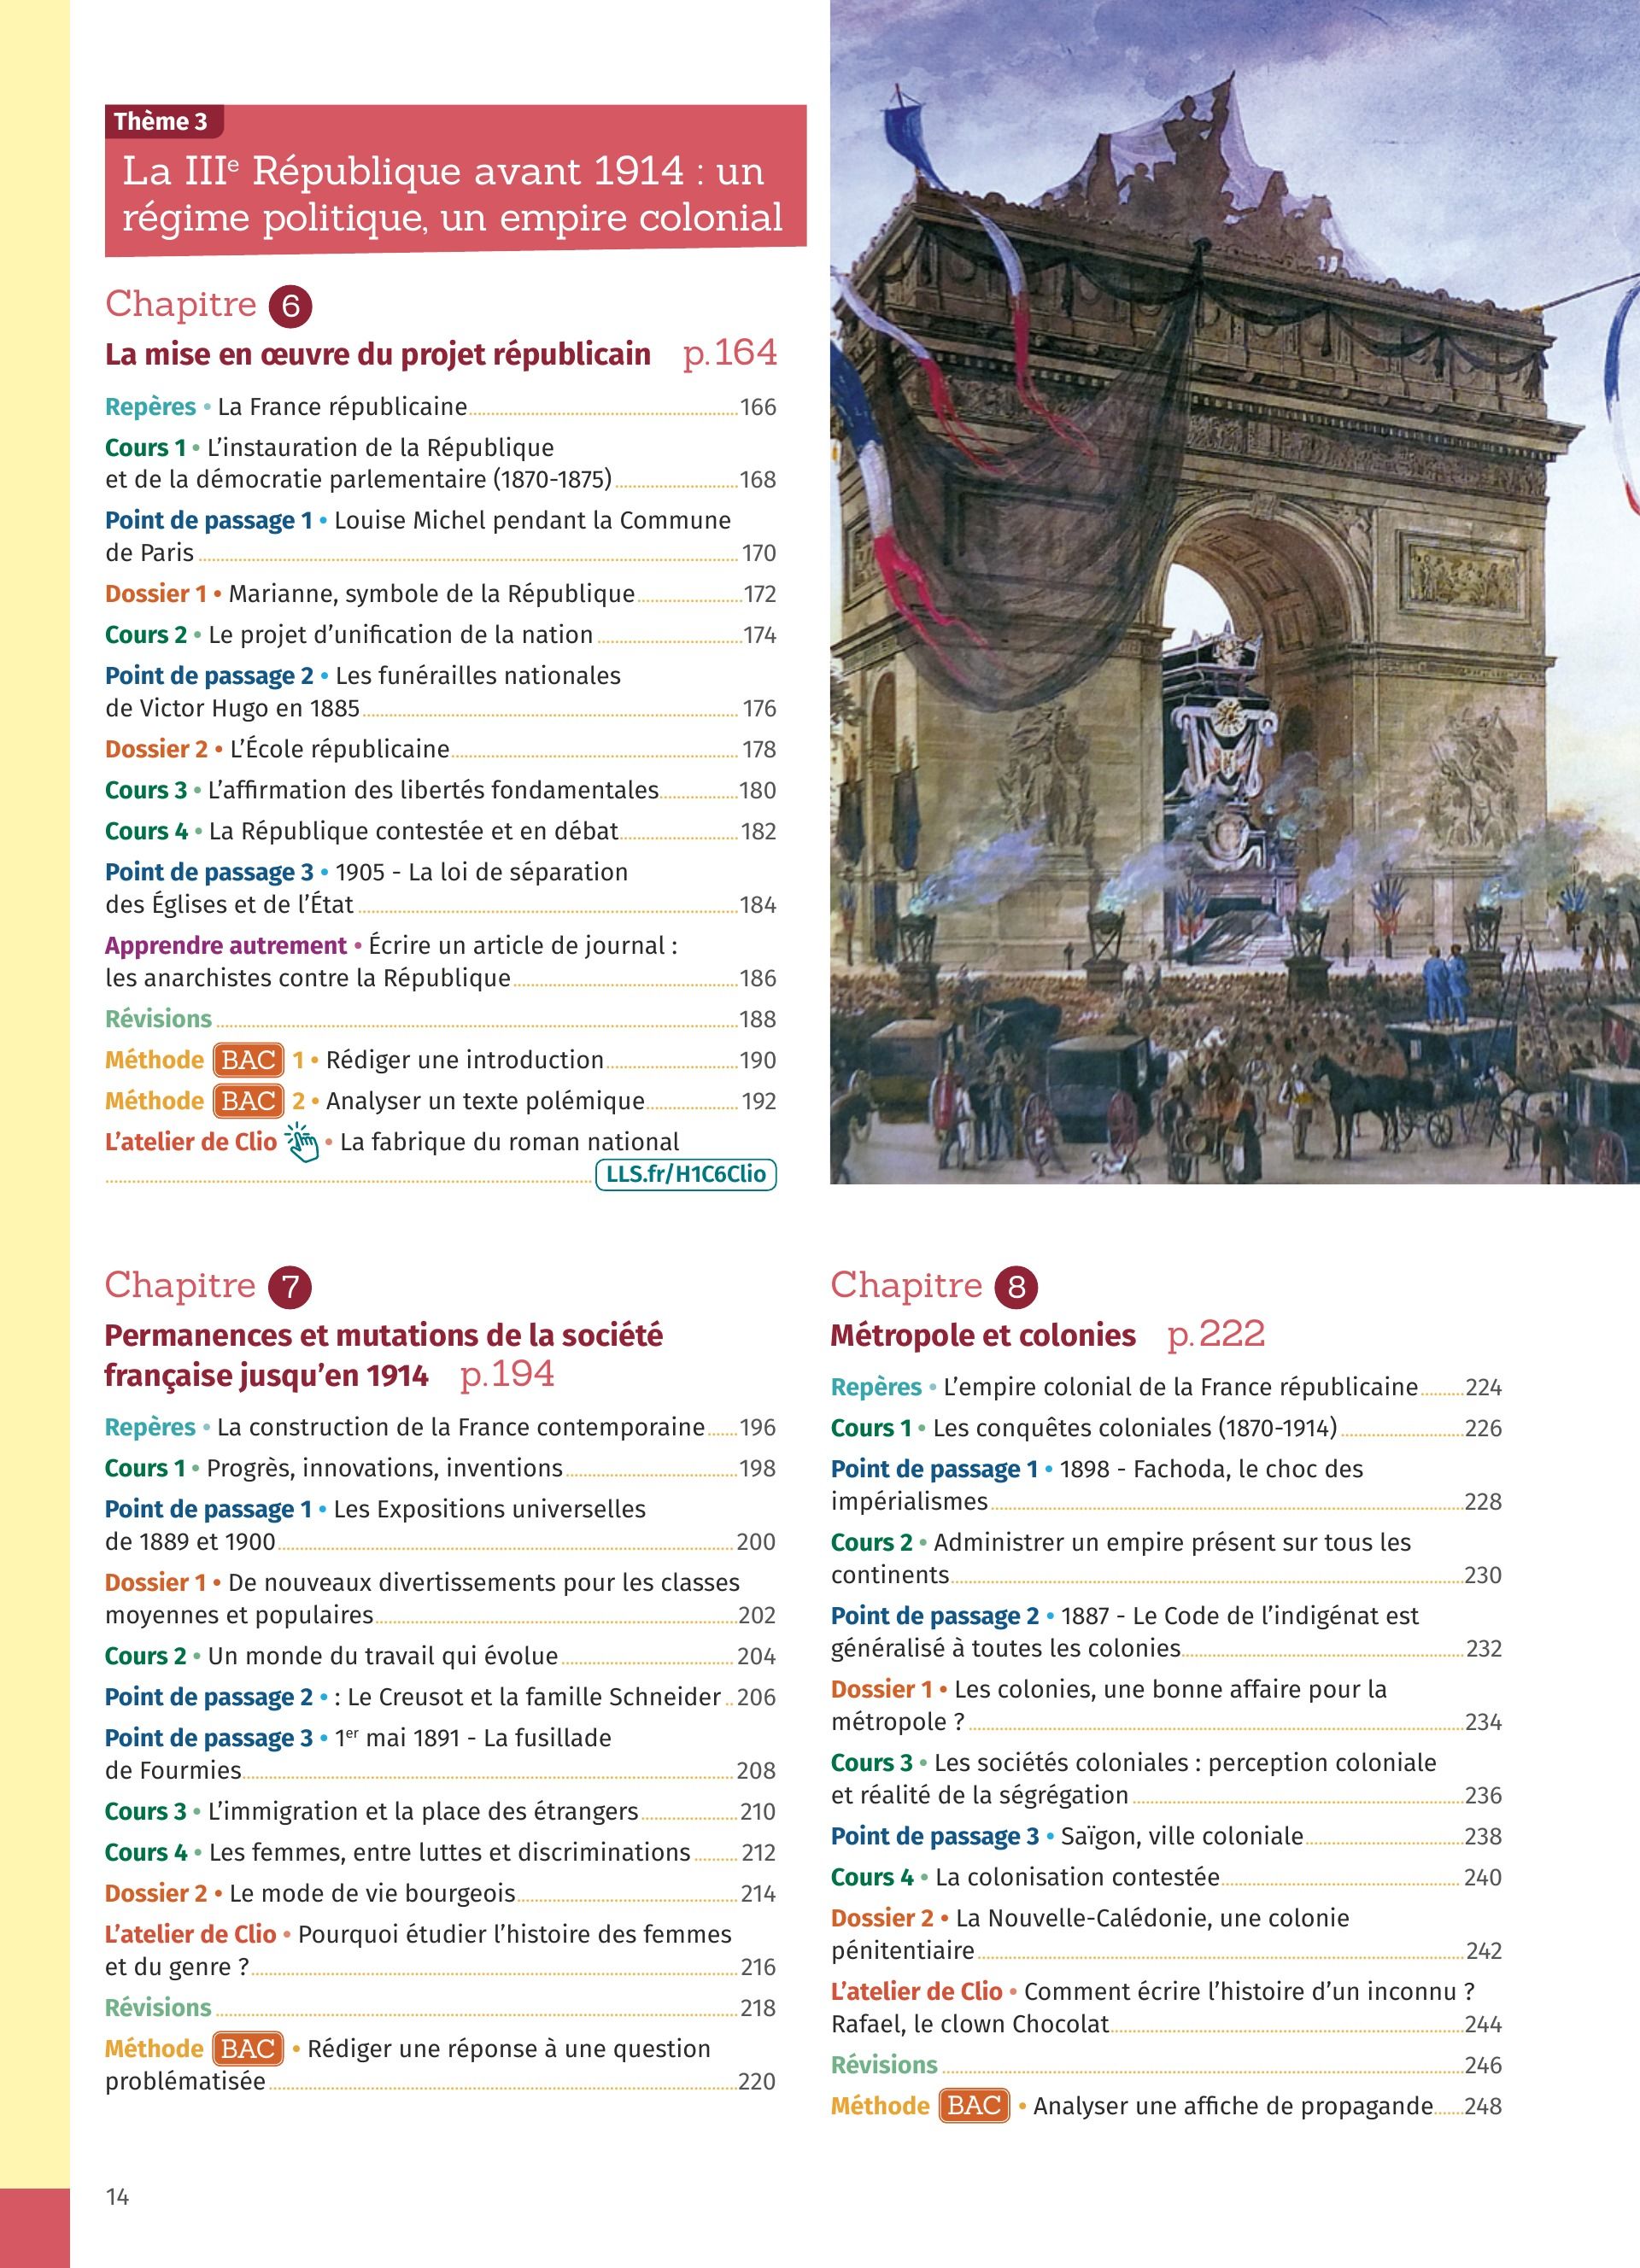 Thème 3
La IIIe République avant 1914 : un
régime politique, un empire colonial
Chapitre 6
La mise en œuvre du projet républicain p.164
Repères • La France républicaine 166
Cours 1 • L’instauration de la République
et de la démocratie parlementaire (1870-1875) 168
Point de passage 1 • Louise Michel pendant la Commune
de Paris 170
Dossier 1 • Marianne, symbole de la République 172
Cours 2 • Le projet d’unification de la nation 174
Point de passage 2 • Les funérailles nationales
de Victor Hugo en 1885 176
Dossier 2 • L’École républicaine 178
Cours 3 • L’affirmation des libertés fondamentales 180
Cours 4 • La République contestée et en débat 182
Point de passage 3 • 1905 - La loi de séparation
des Églises et de l’État 184
Apprendre autrement • Écrire un article de journal :
les anarchistes contre la République 186
Révisions 188
Méthode BAC 1 • Rédiger une introduction 190
Méthode BAC 2 • Analyser un texte polémique 192
L’atelier de Clio • La fabrique du roman national
LLS.fr/H1C6Clio
Chapitre 7
Permanences et mutations de la société
française jusqu’en 1914 p.194
Repères • La construction de la France contemporaine 196
Cours 1 • Progrès, innovations, inventions 198
Point de passage 1 • Les Expositions universelles
de 1889 et 1900 200
Dossier 1 • De nouveaux divertissements pour les classes
moyennes et populaires 202
Cours 2 • Un monde du travail qui évolue 204
Point de passage 2 • : Le Creusot et la famille Schneider 206
Point de passage 3 • 1er mai 1891 - La fusillade
de Fourmies 208
Cours 3 • L’immigration et la place des étrangers 210
Cours 4 • Les femmes, entre luttes et discriminations 212
Dossier 2 • Le mode de vie bourgeois 214
L’atelier de Clio • Pourquoi étudier l’histoire des femmes
et du genre ? 216
Révisions 218
Méthode BAC • Rédiger une réponse à une question
problématisée 220
Chapitre 8
Métropole et colonies p.222
Repères • L’empire colonial de la France républicaine 224
Cours 1 • Les conquêtes coloniales (1870-1914) 226
Point de passage 1 • 1898 - Fachoda, le choc des
impérialismes 228
Cours 2 • Administrer un empire présent sur tous les
continents 230
Point de passage 2 • 1887 - Le Code de l’indigénat est
généralisé à toutes les colonies 232
Dossier 1 • Les colonies, une bonne affaire pour la
métropole ? 234
Cours 3 • Les sociétés coloniales : perception coloniale
et réalité de la ségrégation 236
Point de passage 3 • Saïgon, ville coloniale 238
Cours 4 • La colonisation contestée 240
Dossier 2 • La Nouvelle-Calédonie, une colonie
pénitentiaire 242
L’atelier de Clio • Comment écrire l’histoire d’un inconnu ?
Rafael, le clown Chocolat 244
Révisions 246
Méthode BAC • Analyser une affiche de propagande 248
14